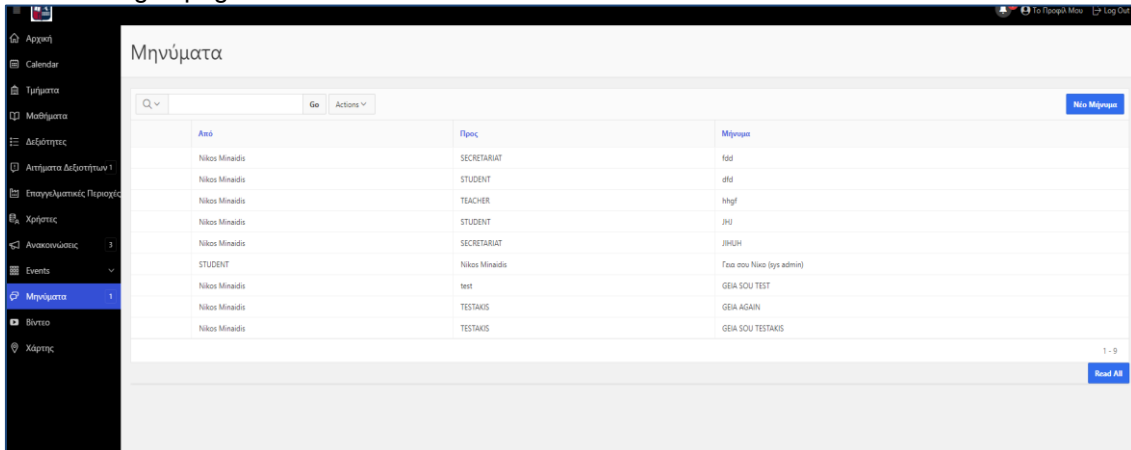 Το Προφίλ Μου Log Out
Αρχική
Calendar
Τμήματα
Μαθήματα
Δεξιότητες
Αιτήματα Δεξιοτήτων 1
Επαγγελματικές Περιοχές
Χρήστες
Ανακοινώσεις 3
Events
Μηνύματα 1
Βίντεο
Χάρτης
Μηνύματα
Go Actions Νέο Μήνυμα
Από Προς Μήνυμα
Nikos Minaidis SECRETARIAT fdd
Nikos Minaidis STUDENT dfd
Nikos Minaidis TEACHER hhgf
Nikos Minaidis STUDENT JHJ
Nikos Minaidis SECRETARIAT JIHUH
STUDENT Nikos Minaidis Γεια σου Νίκο (sys admin)
Nikos Minaidis test GEIA SOU TEST
Nikos Minaidis TESTAKIS GEIA AGAIN
Nikos Minaidis TESTAKIS GEIA SOU TESTAKIS
1 - 9
Read All